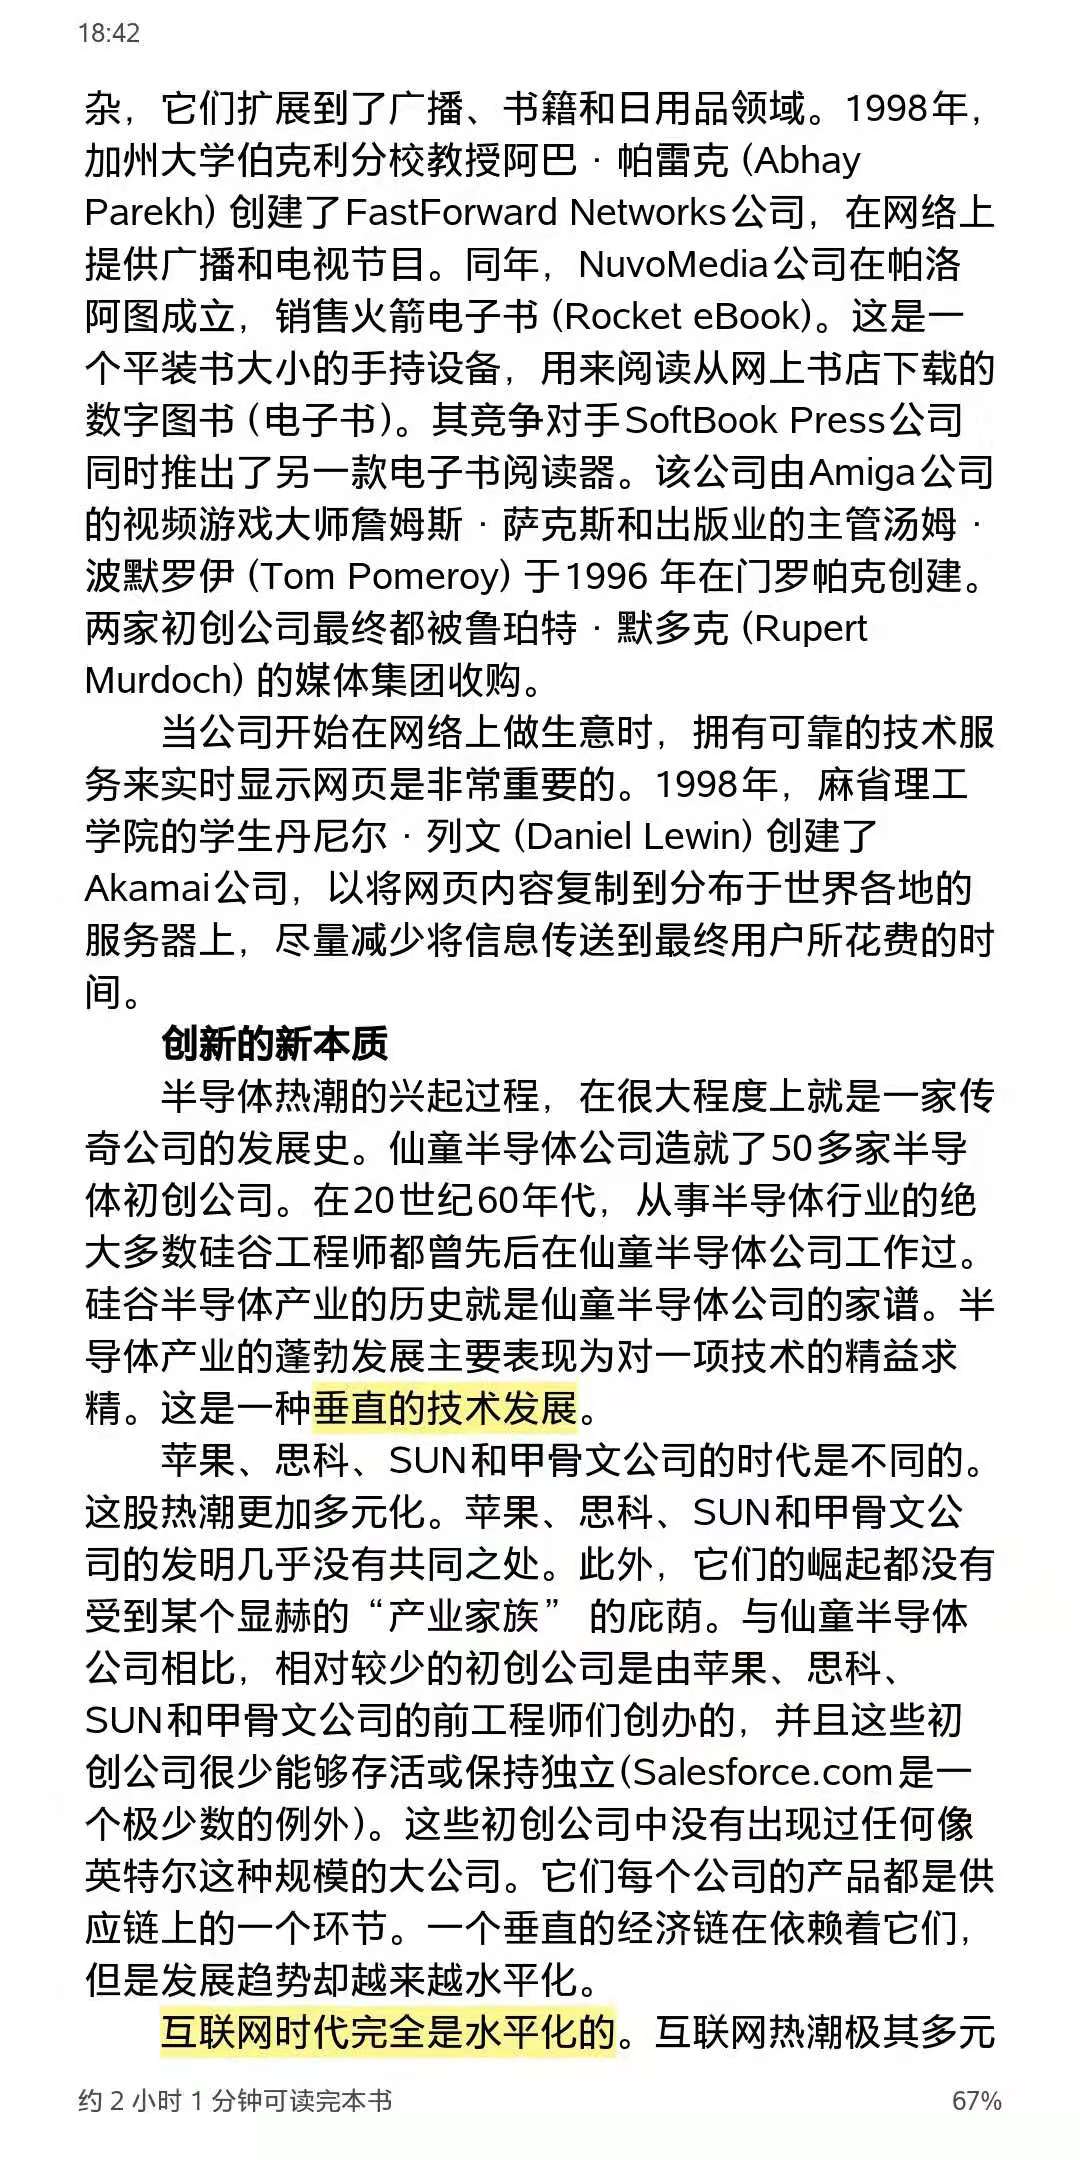 18:42
杂，它们扩展到了广播、书籍和日用品领域。1998年，
加州大学伯克利分校教授阿巴·帕雷克 (Abhay
Parekh) 创建了FastForward Networks公司，在网络上
提供广播和电视节目。同年，NuvoMedia公司在帕洛
阿图成立，销售火箭电子书 (Rocket eBook)。这是一
个平装书大小的手持设备，用来阅读从网上书店下载的
数字图书 (电子书)。其竞争对手SoftBook Press公司
同时推出了另一款电子书阅读器。该公司由Amiga公司
的视频游戏大师詹姆斯·萨克斯和出版业的主管汤姆·
波默罗伊 (Tom Pomeroy) 于1996 年在门罗帕克创建。
两家初创公司最终都被鲁珀特·默多克 (Rupert
Murdoch) 的媒体集团收购。
当公司开始在网络上做生意时，拥有可靠的技术服
务来实时显示网页是非常重要的。1998年，麻省理工
学院的学生丹尼尔·列文 (Daniel Lewin) 创建了
Akamai公司，以将网页内容复制到分布于世界各地的
服务器上，尽量减少将信息传送到最终用户所花费的时
间。
创新的新本质
半导体热潮的兴起过程，在很大程度上就是一家传
奇公司的发展史。仙童半导体公司造就了50多家半导
体初创公司。在20世纪60年代，从事半导体行业的绝
大多数硅谷工程师都曾先后在仙童半导体公司工作过。
硅谷半导体产业的历史就是仙童半导体公司的家谱。半
导体产业的蓬勃发展主要表现为对一项技术的精益求
精。这是一种垂直的技术发展。
苹果、思科、SUN和甲骨文公司的时代是不同的。
这股热潮更加多元化。苹果、思科、SUN和甲骨文公
司的发明几乎没有共同之处。此外，它们的崛起都没有
受到某个显赫的“产业家族” 的庇荫。与仙童半导体
公司相比，相对较少的初创公司是由苹果、思科、
SUN和甲骨文公司的前工程师们创办的，并且这些初
创公司很少能够存活或保持独立(Salesforce.com是一
个极少数的例外)。这些初创公司中没有出现过任何像
英特尔这种规模的大公司。它们每个公司的产品都是供
应链上的一个环节。一个垂直的经济链在依赖着它们，
但是发展趋势却越来越水平化。
互联网时代完全是水平化的。互联网热潮极其多元
约 2 小时 1 分钟可读完本书
67%